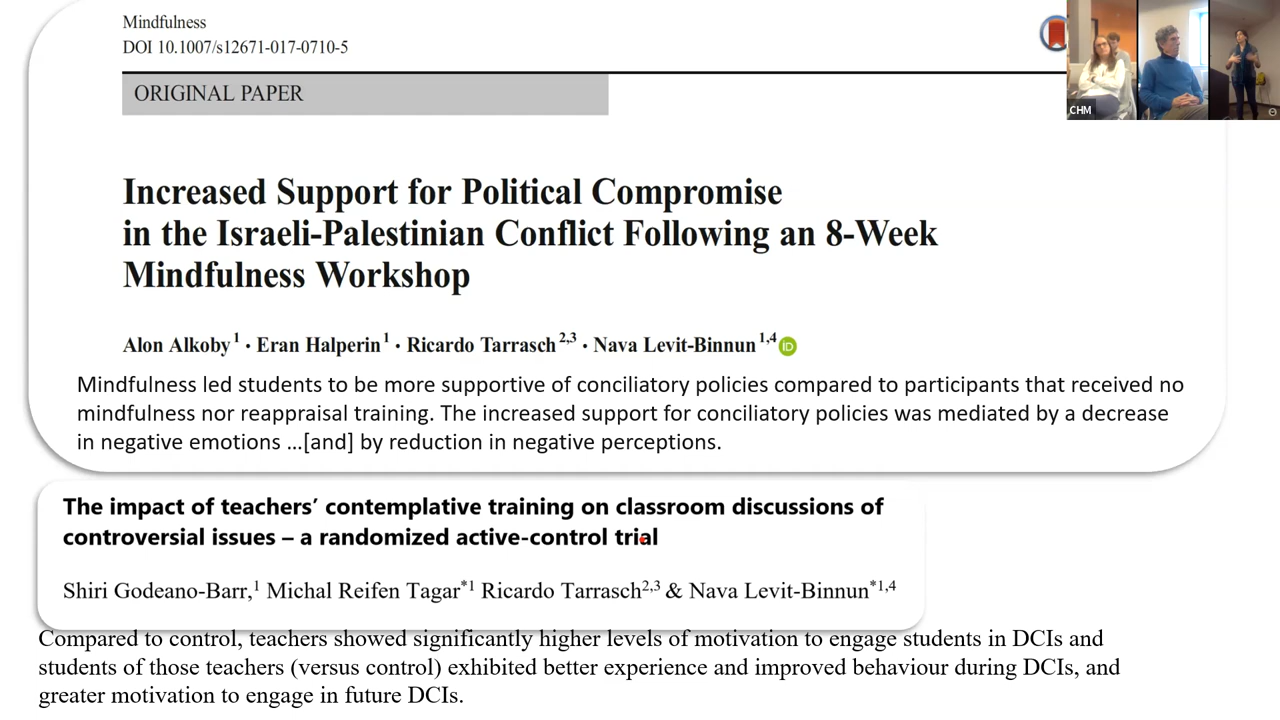 Mindfulness
DOI 10.1007/s12671-017-0710-5
ORIGINAL PAPER
CHM
Increased Support for Political Compromise
in the Israeli-Palestinian Conflict Following an 8-Week
Mindfulness Workshop
Alon Alkoby1 · Eran Halperin1 · Ricardo Tarrasch2,3 · Nava Levit-Binnun1,4 iD
Mindfulness led students to be more supportive of conciliatory policies compared to participants that received no
mindfulness nor reappraisal training. The increased support for conciliatory policies was mediated by a decrease
in negative emotions ...[and] by reduction in negative perceptions.
The impact of teachers’ contemplative training on classroom discussions of
controversial issues – a randomized active-control trial
Shiri Godeano-Barr,1 Michal Reifen Tagar*1 Ricardo Tarrasch2,3 & Nava Levit-Binnun*1,4
Compared to control, teachers showed significantly higher levels of motivation to engage students in DCIs and
students of those teachers (versus control) exhibited better experience and improved behaviour during DCIs, and
greater motivation to engage in future DCIs.